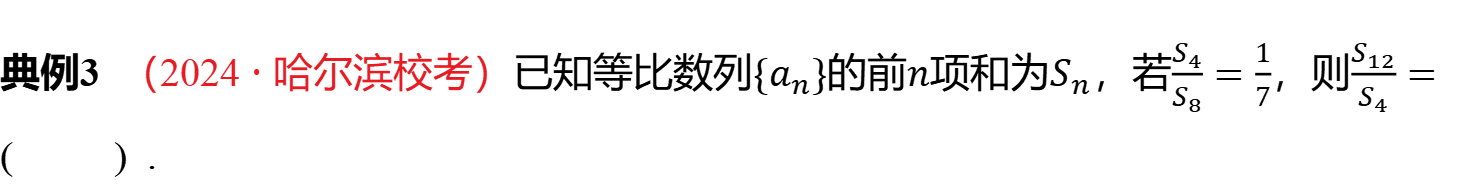 典例3 （2024·哈尔滨校考）已知等比数列{aₙ}的前n项和为Sₙ，若S₄/S₈ = 1/7，则S₁₂/S₄ =
( ) .